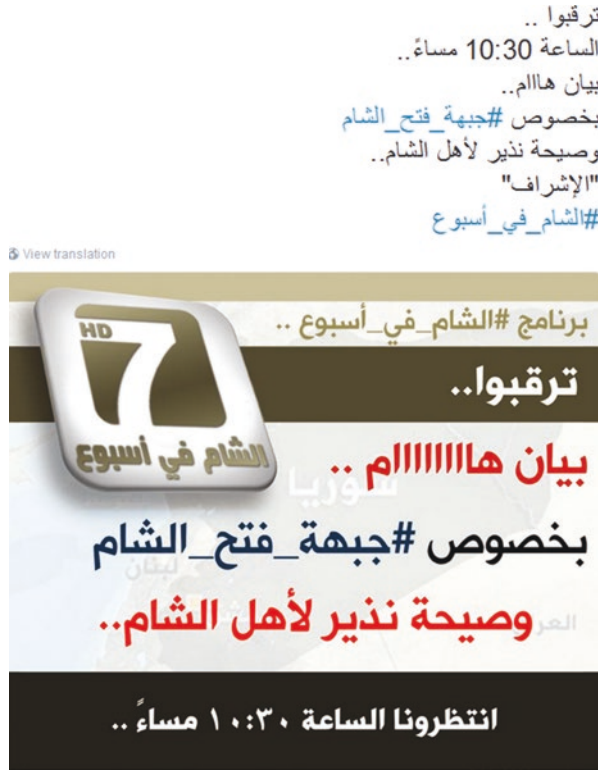 ترقبوا ..
الساعة 10:30 مساءً..
بيان هااام..
بخصوص #جبهة_فتح_الشام
وصيحة نذير لأهل الشام..
"الإشراف"
#الشام_في_أسبوع
View translation
برنامج #الشام_في_أسبوع ..
7
HD
الشام في أسبوع
ترقبوا..
بيان هاااااااام ..
سوريا
بخصوص #جبهة_فتح_الشام
لبنان
وصيحة نذير لأهل الشام..
انتظرونا الساعة ١٠:٣٠ مساءً ..